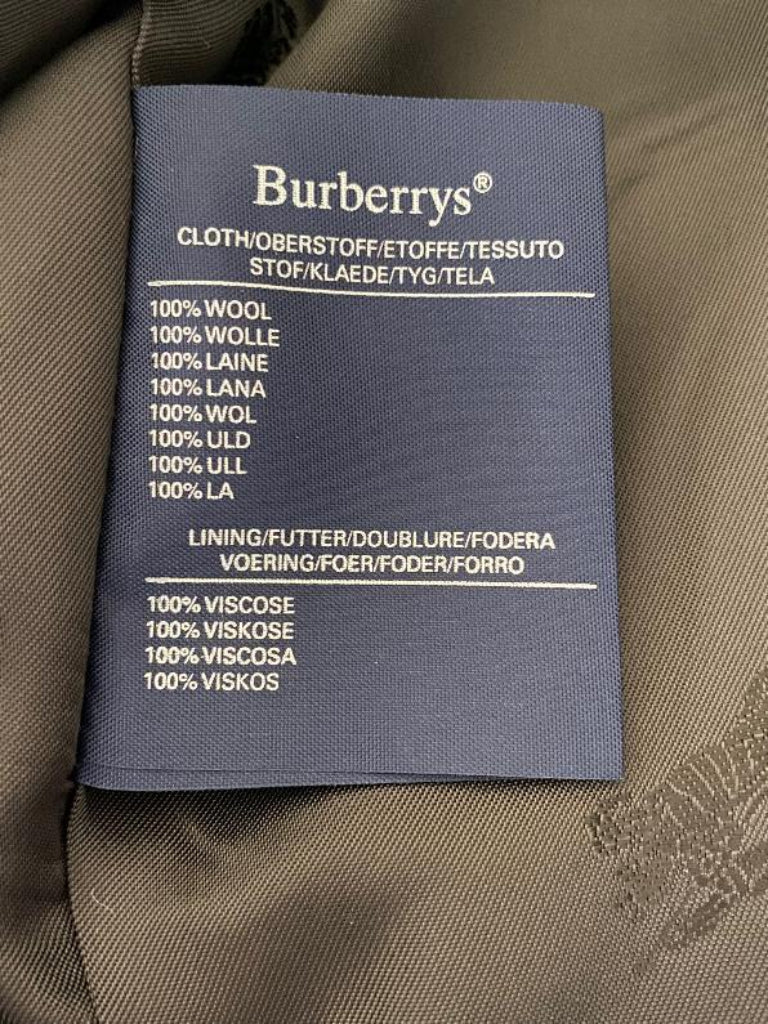 Burberrys®
CLOTH/OBERSTOFF/ETOFFE/TESSUTO
STOF/KLAEDE/TYG/TELA
100% WOOL
100% WOLLE
100% LAINE
100% LANA
100% WOL
100% ULD
100% ULL
100% LA
LINING/FUTTER/DOUBLURE/FODERA
VOERING/FOER/FODER/FORRO
100% VISCOSE
100% VISKOSE
100% VISCOSA
100% VISKOS